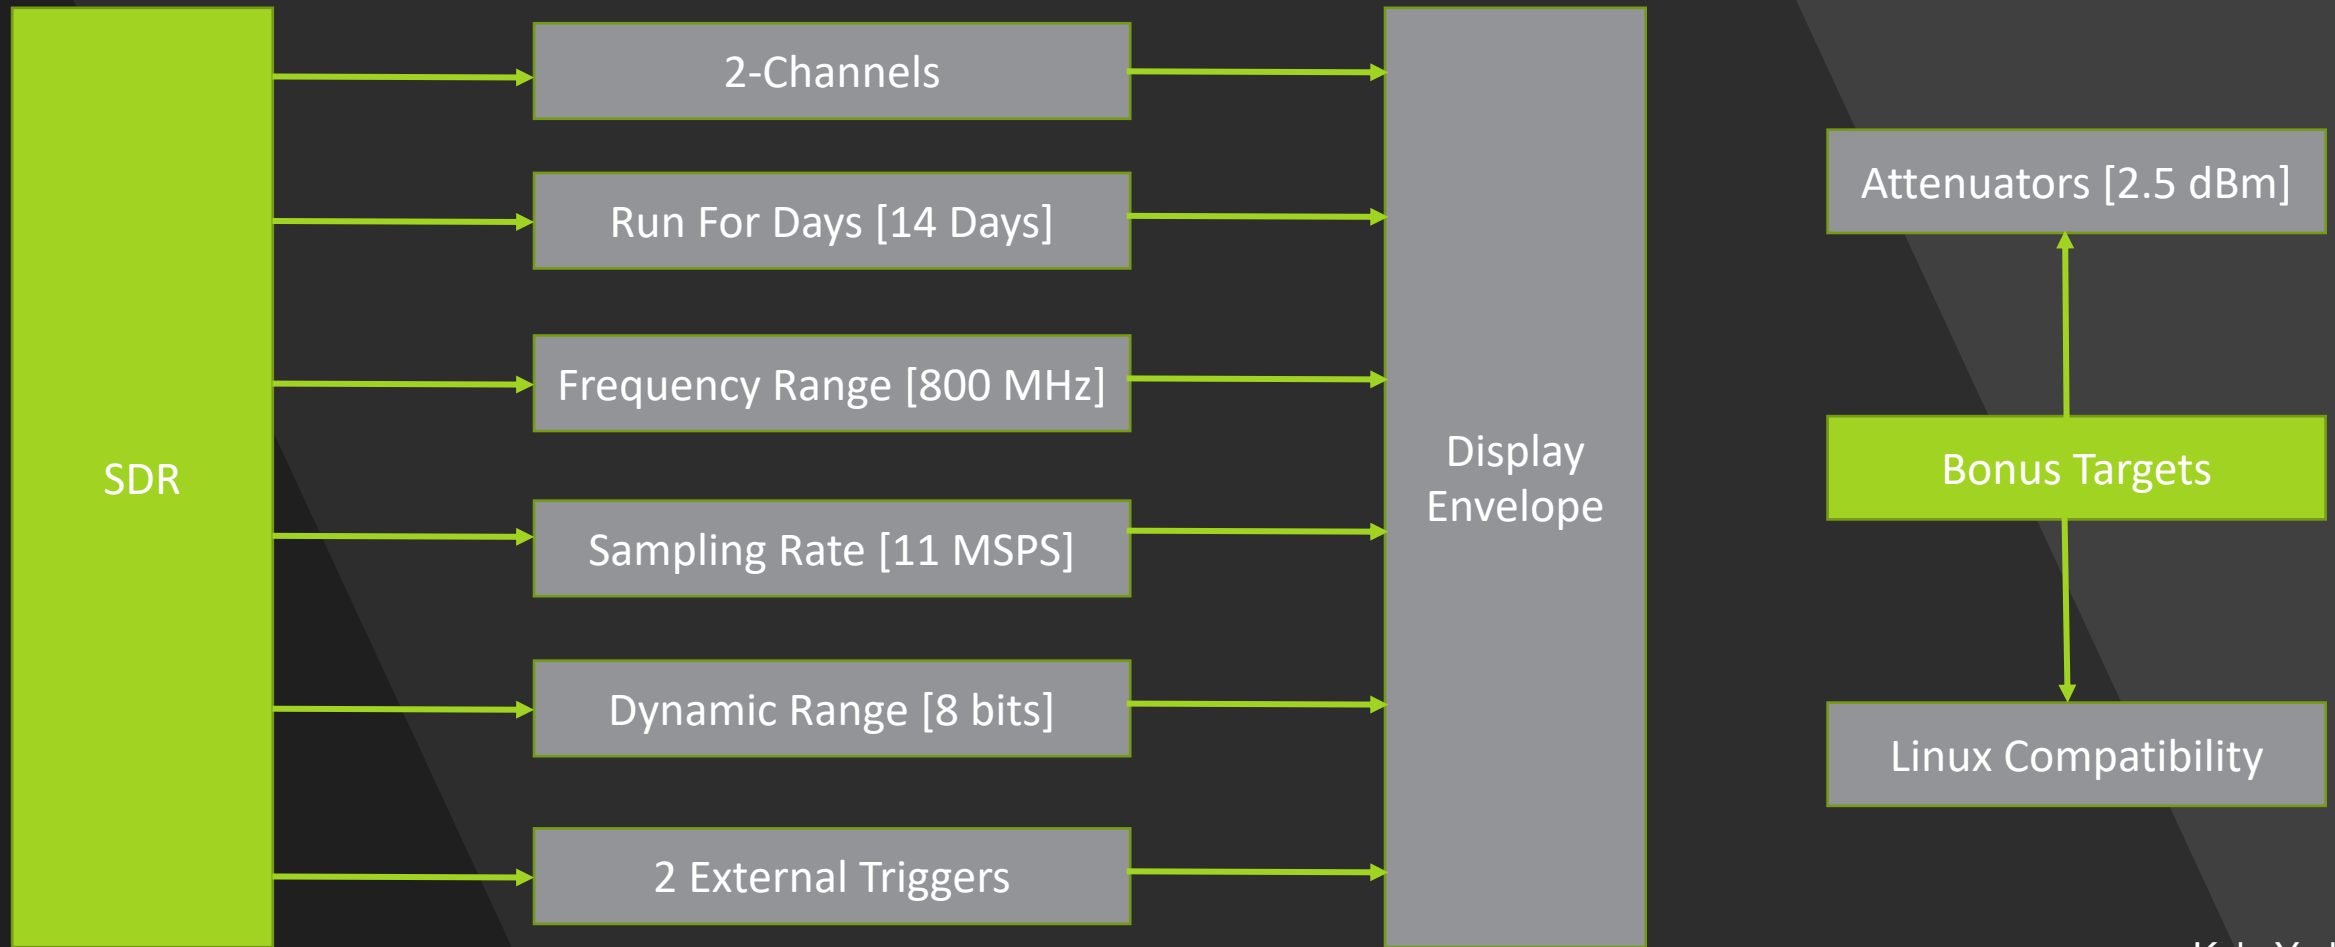 SDR
2-Channels
Run For Days [14 Days]
Frequency Range [800 MHz]
Sampling Rate [11 MSPS]
Dynamic Range [8 bits]
2 External Triggers
Display
Envelope
Attenuators [2.5 dBm]
Bonus Targets
Linux Compatibility